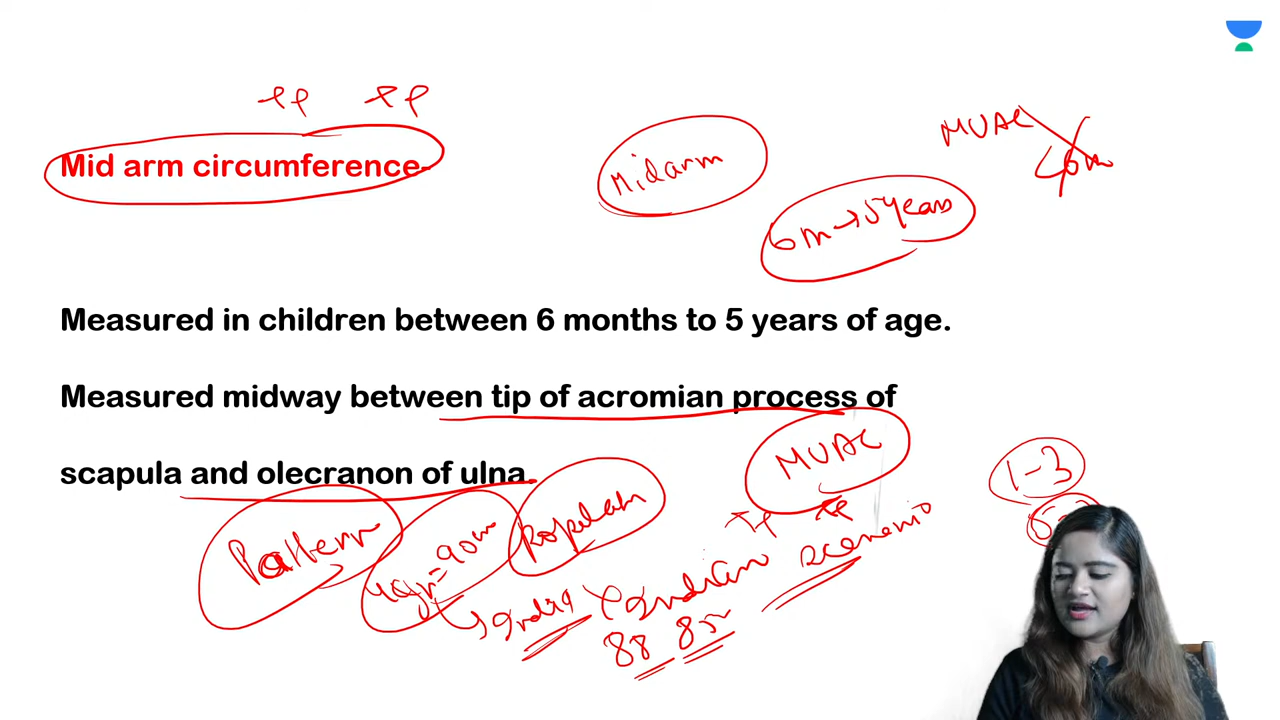 Mid arm circumference-
Midarm
MUAC
6m→5years
Measured in children between 6 months to 5 years of age.
Measured midway between tip of acromian process of
scapula and olecranon of ulna.
MUAC
1-3
Pattern
Indian scenario
India
88 85